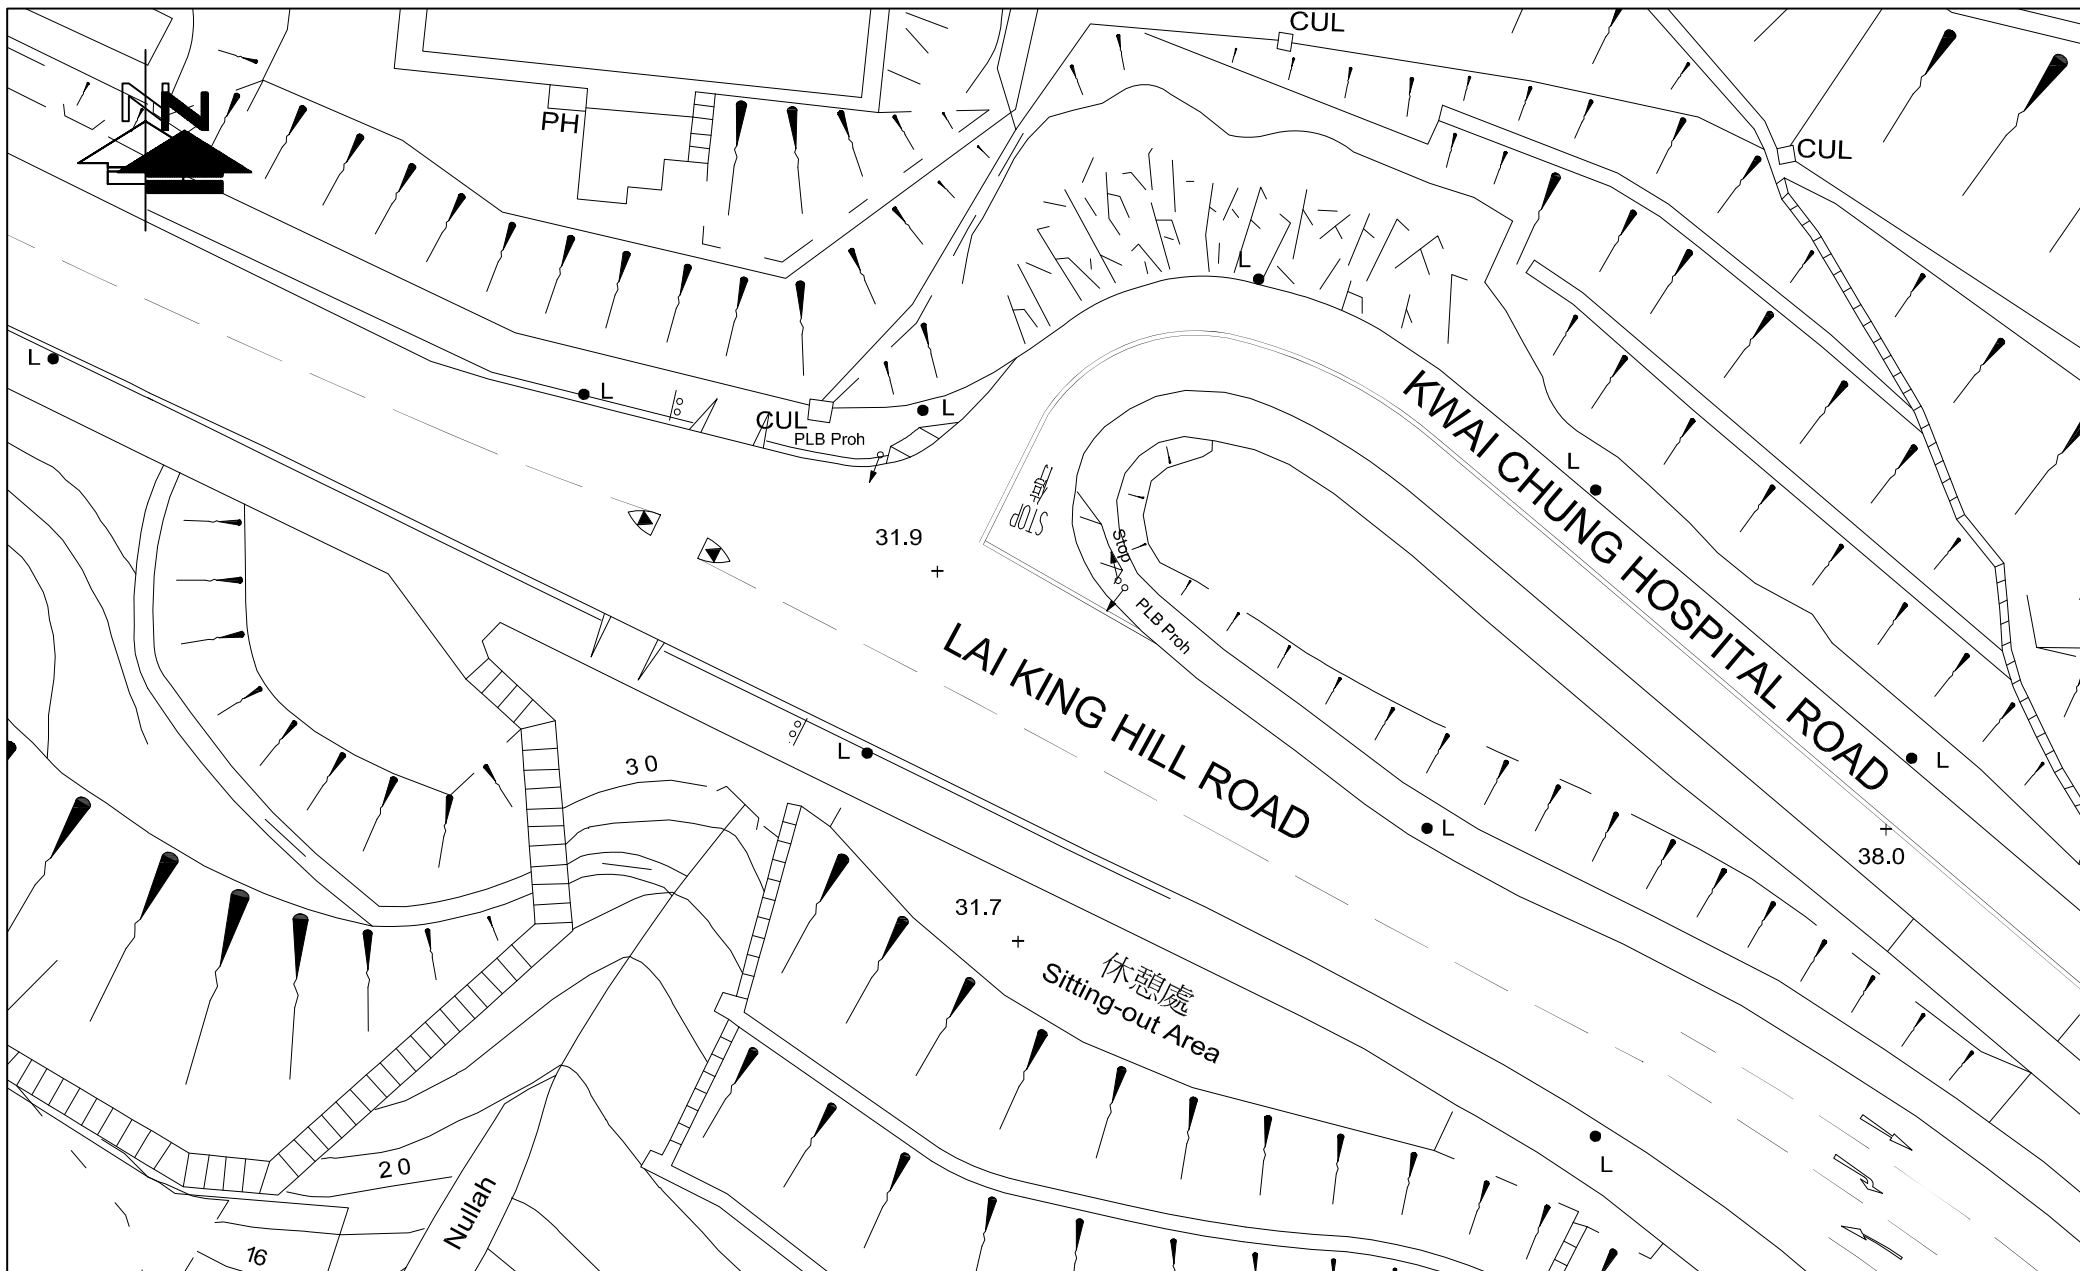 CUL
N
PH
CUL
L
L
L
L
CUL
PLB Proh
KWAI CHUNG HOSPITAL ROAD
L
停
STOP
31.9
Stop
PLB Proh
LAI KING HILL ROAD
L
L
30
L
38.0
31.7
休憩處
Sitting-out Area
L
20
Nullah
16